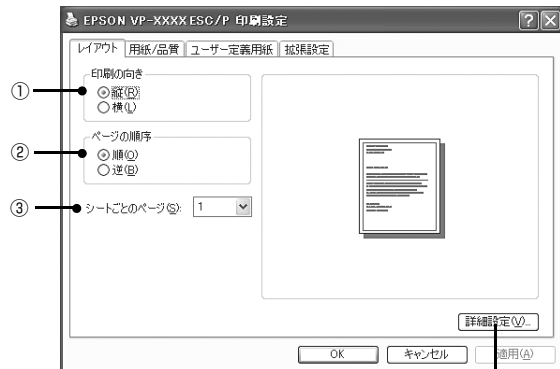 EPSON VP-XXXX ESC/P 印刷設定
レイアウト 用紙/品質 ユーザー定義用紙 拡張設定
印刷の向き
① 縦(R)
横(L)
ページの順序
② 順(O)
逆(B)
③ シートごとのページ(S): 1
詳細設定(V)...
OK キャンセル 適用(A)